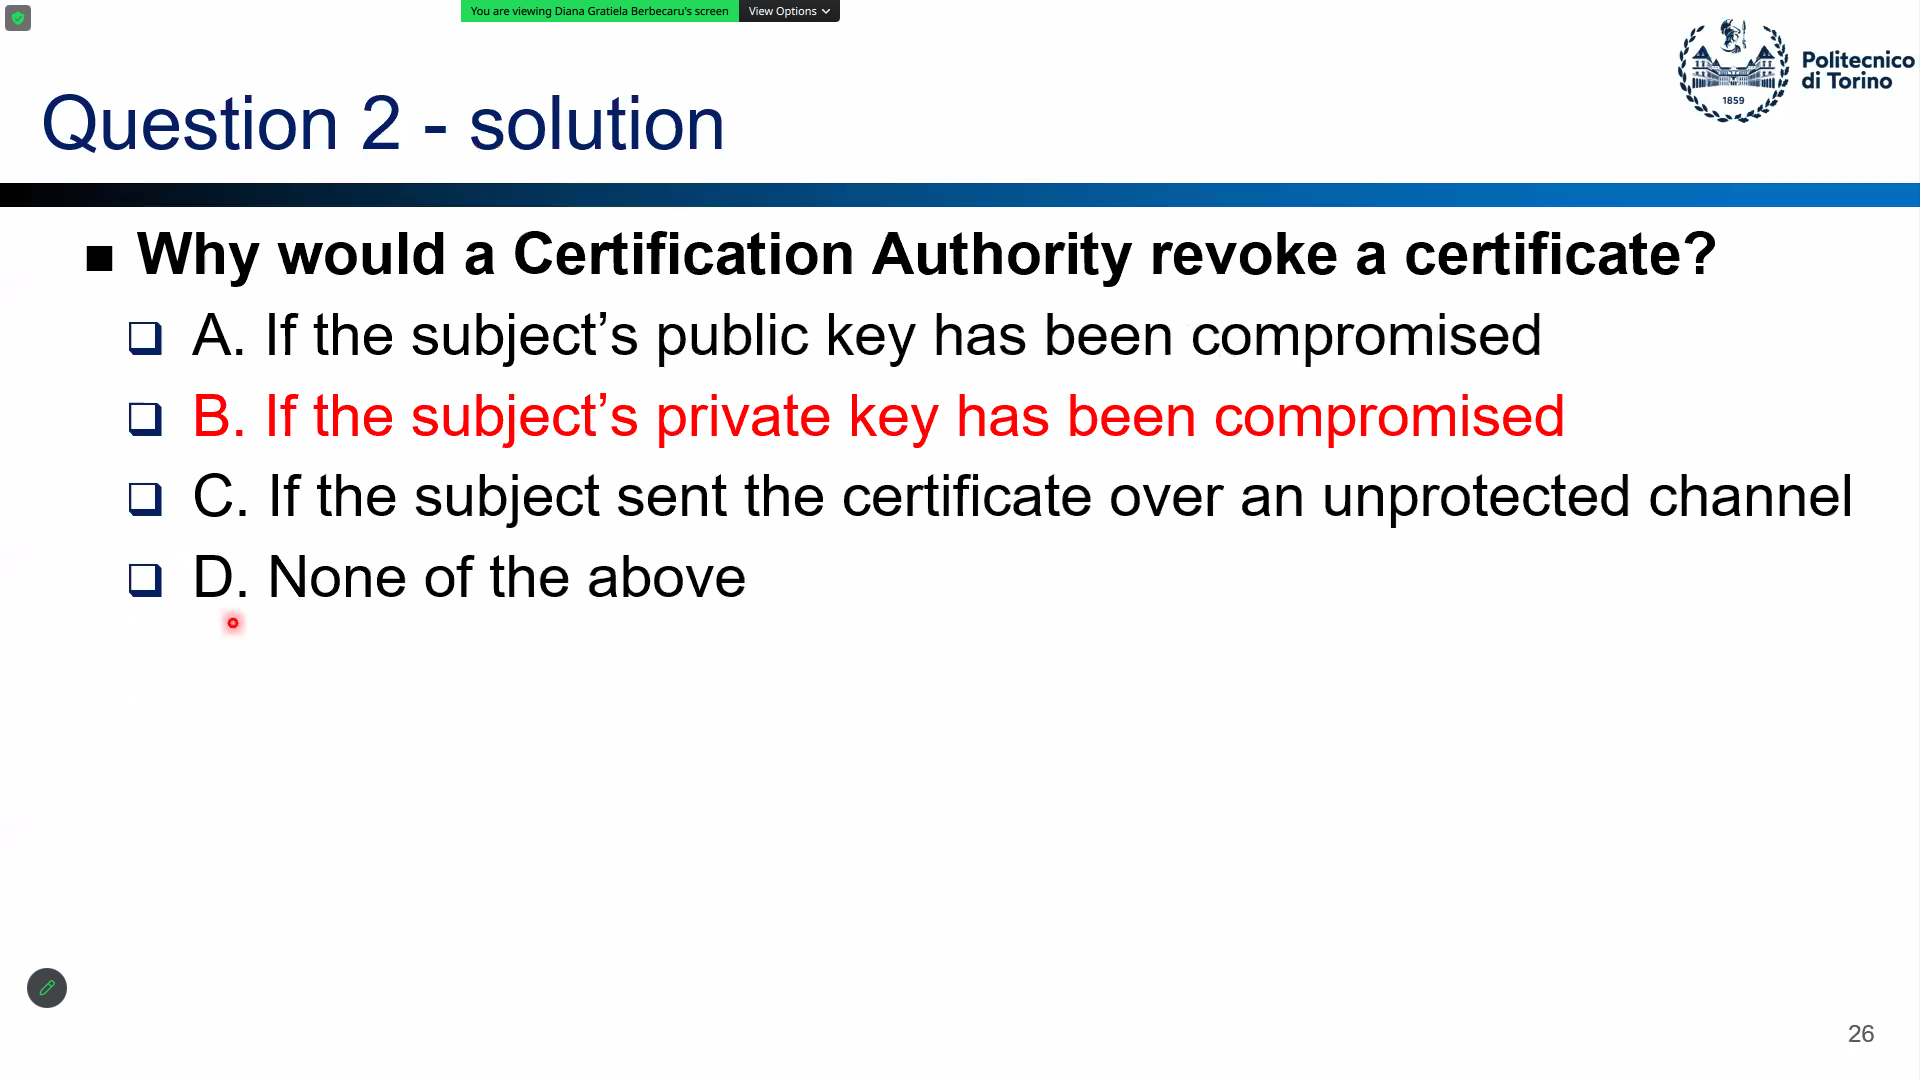 You are viewing Diana Gratiela Berbecaru's screen View Options
Politecnico
di Torino
1859
Question 2 - solution
Why would a Certification Authority revoke a certificate?
A. If the subject’s public key has been compromised
B. If the subject’s private key has been compromised
C. If the subject sent the certificate over an unprotected channel
D. None of the above
26